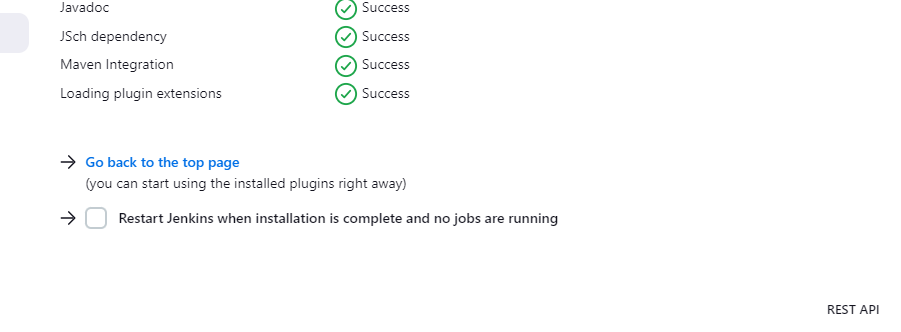 Javadoc Success
JSch dependency Success
Maven Integration Success
Loading plugin extensions Success
Go back to the top page
(you can start using the installed plugins right away)
Restart Jenkins when installation is complete and no jobs are running
REST API